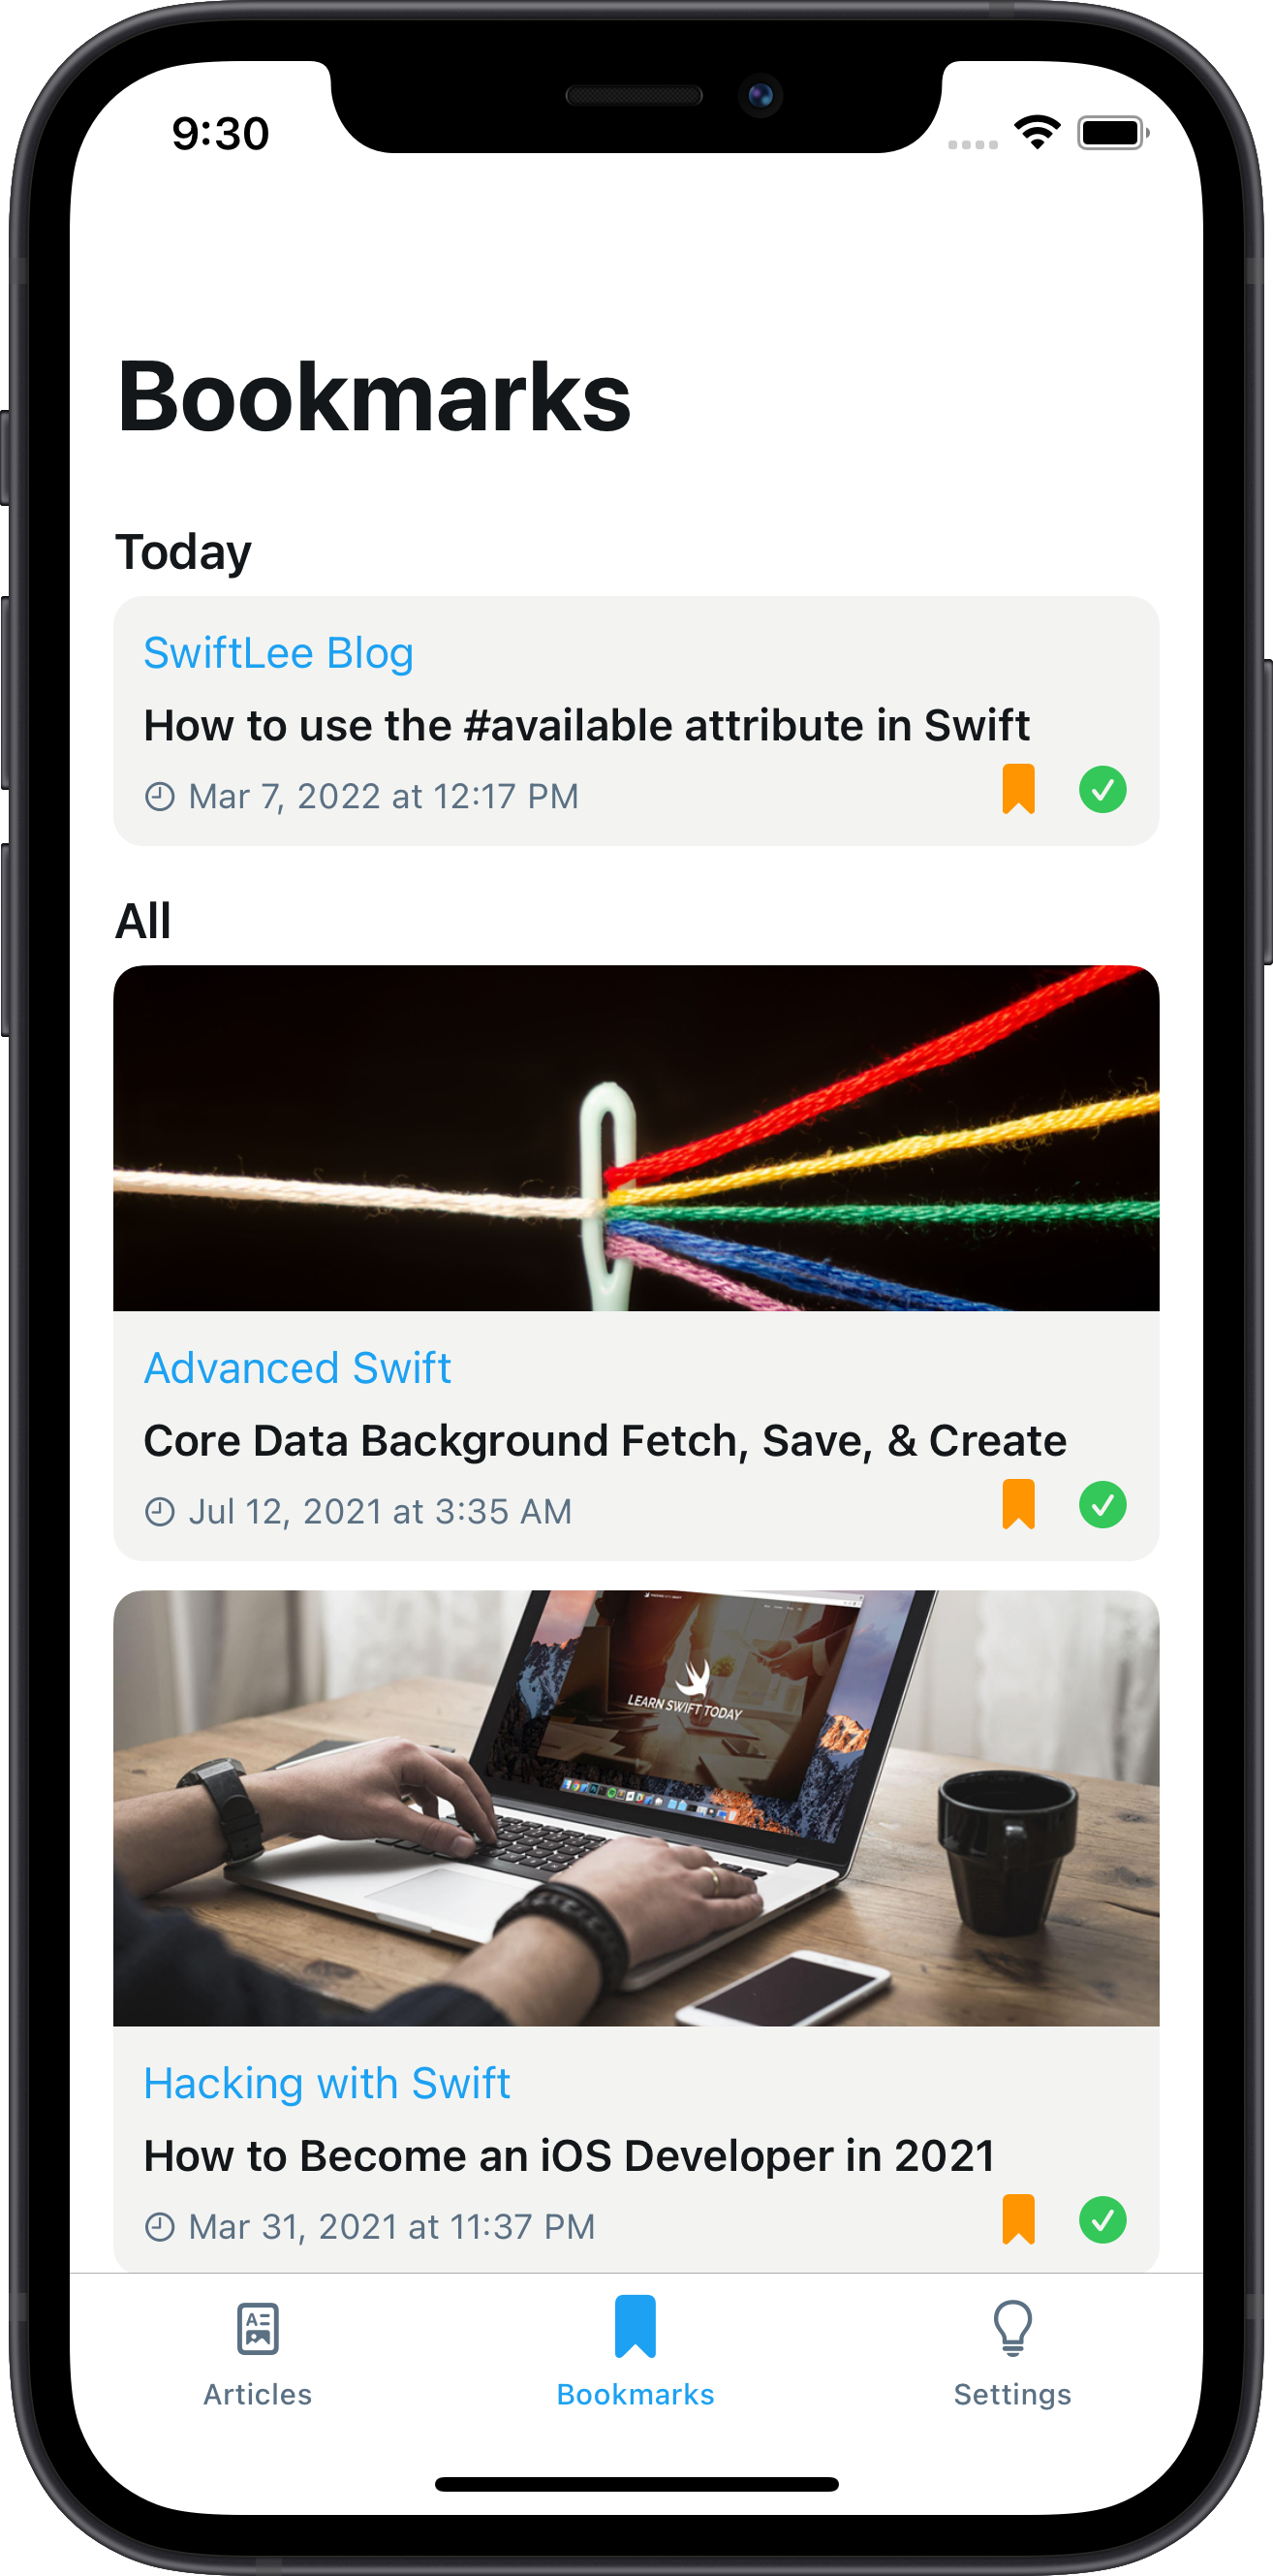 9:30
Bookmarks
Today
SwiftLee Blog
How to use the #available attribute in Swift
Mar 7, 2022 at 12:17 PM
All
Advanced Swift
Core Data Background Fetch, Save, & Create
Jul 12, 2021 at 3:35 AM
LEARN SWIFT TODAY
Hacking with Swift
How to Become an iOS Developer in 2021
Mar 31, 2021 at 11:37 PM
Articles
Bookmarks
Settings